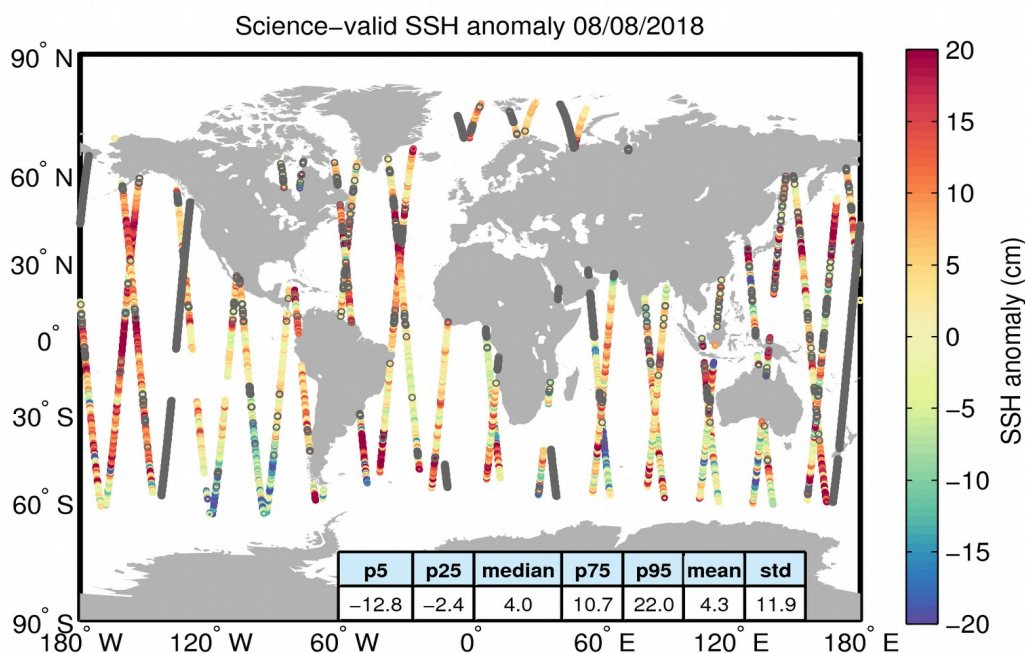 Science−valid SSH anomaly 08/08/2018
90° N
60° N
30° N
0°
30° S
60° S
90° S
180° W
120° W
60° W
0°
60° E
120° E
180° E
p5 p25 median p75 p95 mean std
−12.8 −2.4 4.0 10.7 22.0 4.3 11.9
20
15
10
5
0
−5
−10
−15
−20
SSH anomaly (cm)